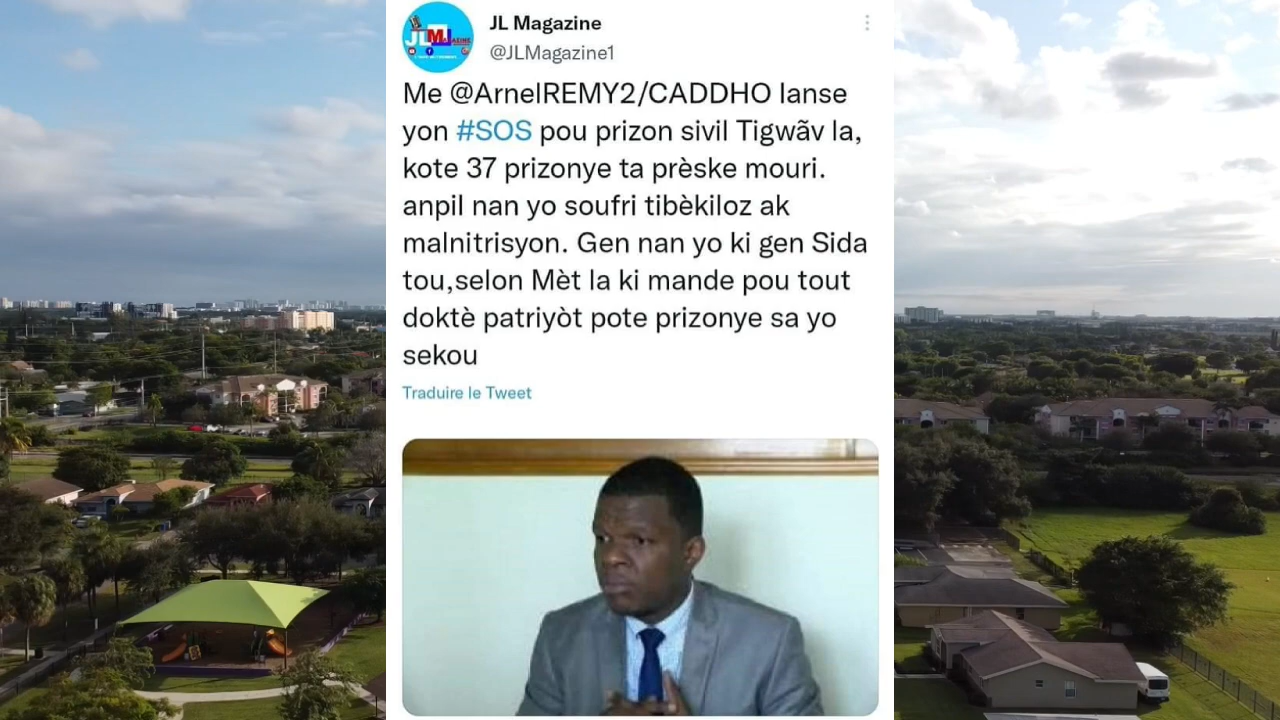 JL Magazine
@JLMagazine1
Me @ArnelREMY2/CADDHO lanse
yon #SOS pou prizon sivil Tigwãv la,
kote 37 prizonye ta prèske mouri.
anpil nan yo soufri tibèkiloz ak
malnitrisyon. Gen nan yo ki gen Sida
tou,selon Mèt la ki mande pou tout
doktè patriyòt pote prizonye sa yo
sekou
Traduire le Tweet